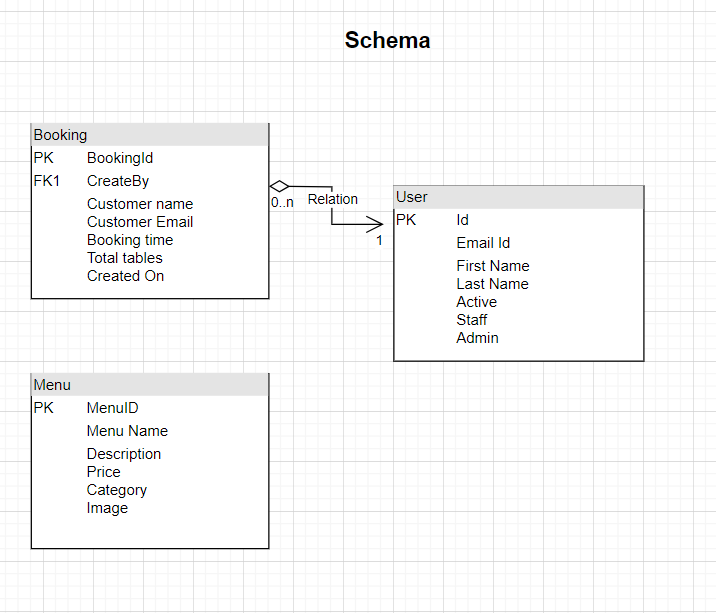 Schema
Booking
PK BookingId
FK1 CreateBy
Customer name
Customer Email
Booking time
Total tables
Created On
0..n
Relation
1
User
PK Id
Email Id
First Name
Last Name
Active
Staff
Admin
Menu
PK MenuID
Menu Name
Description
Price
Category
Image